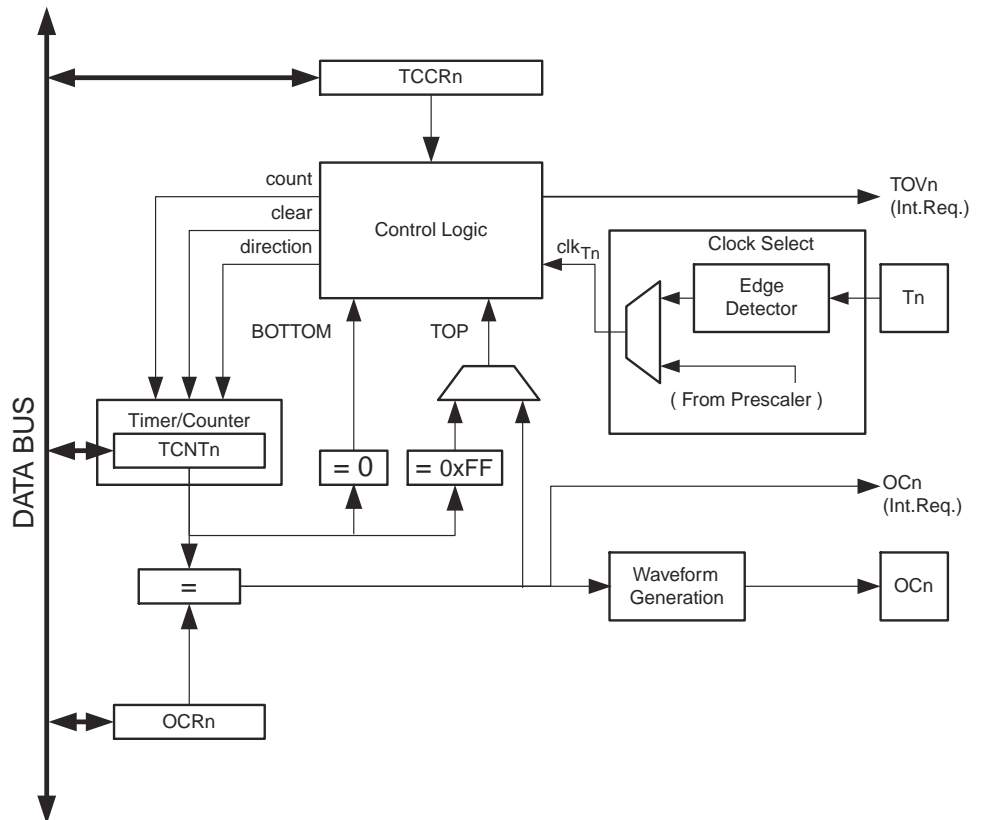 TCCRn
count
clear
direction
Control Logic
TOVn
(Int.Req.)
clkTn
Clock Select
Edge
Detector
Tn
( From Prescaler )
BOTTOM
TOP
Timer/Counter
TCNTn
= 0
= 0xFF
DATA BUS
OCn
(Int.Req.)
=
Waveform
Generation
OCn
OCRn